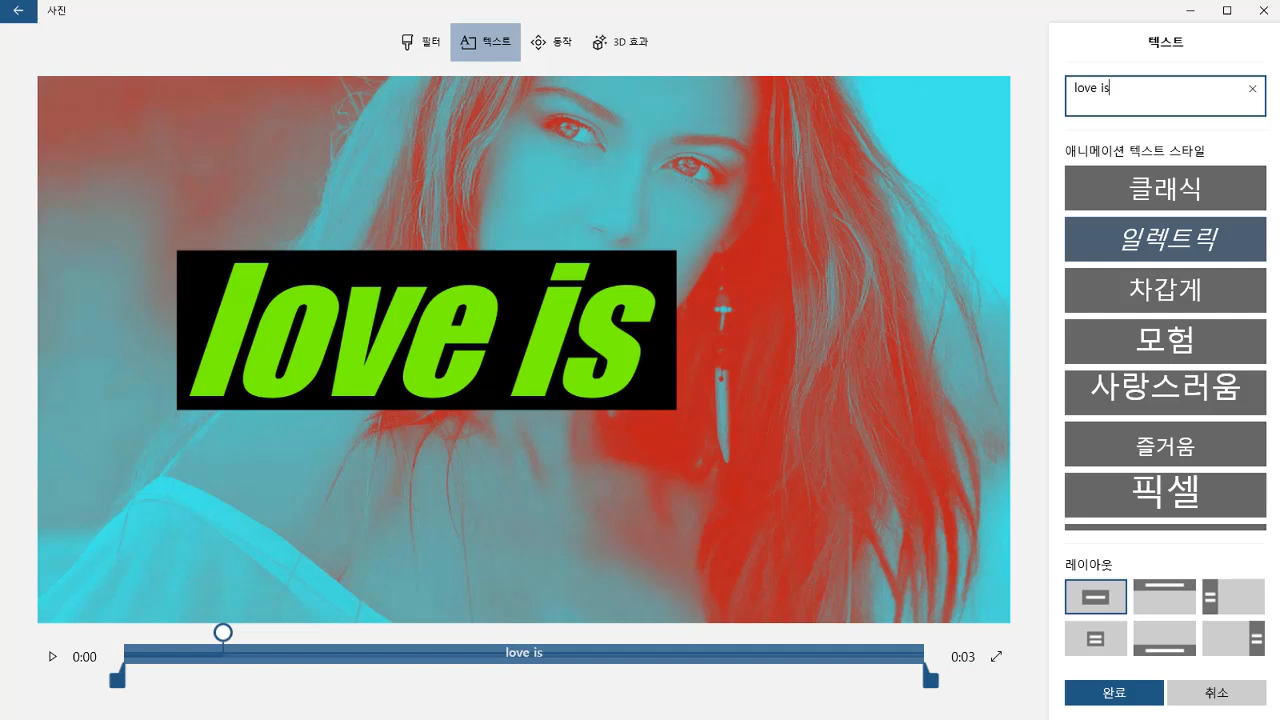 사진
필터
텍스트
동작
3D 효과
텍스트
love is
애니메이션 텍스트 스타일
클래식
일렉트릭
차갑게
모험
사랑스러움
즐거움
픽셀
love is
레이아웃
0:00
love is
0:03
완료
취소